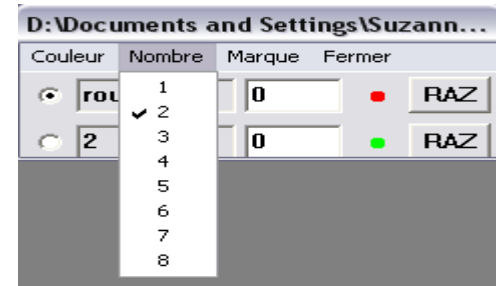 D:\Documents and Settings\Suzann...
Couleur Nombre Marque Fermer
rou 0 RAZ
2 0 RAZ
1
2
3
4
5
6
7
8